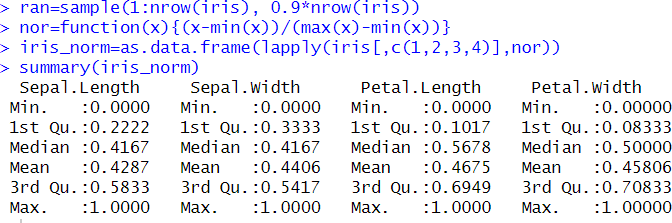 > ran=sample(1:nrow(iris), 0.9*nrow(iris))
> nor=function(x){(x-min(x))/(max(x)-min(x))}
> iris_norm=as.data.frame(lapply(iris[,c(1,2,3,4)],nor))
> summary(iris_norm)
Sepal.Length Sepal.Width Petal.Length Petal.Width
Min. :0.0000 Min. :0.0000 Min. :0.0000 Min. :0.00000
1st Qu.:0.2222 1st Qu.:0.3333 1st Qu.:0.1017 1st Qu.:0.08333
Median :0.4167 Median :0.4167 Median :0.5678 Median :0.50000
Mean :0.4287 Mean :0.4406 Mean :0.4675 Mean :0.45806
3rd Qu.:0.5833 3rd Qu.:0.5417 3rd Qu.:0.6949 3rd Qu.:0.70833
Max. :1.0000 Max. :1.0000 Max. :1.0000 Max. :1.00000